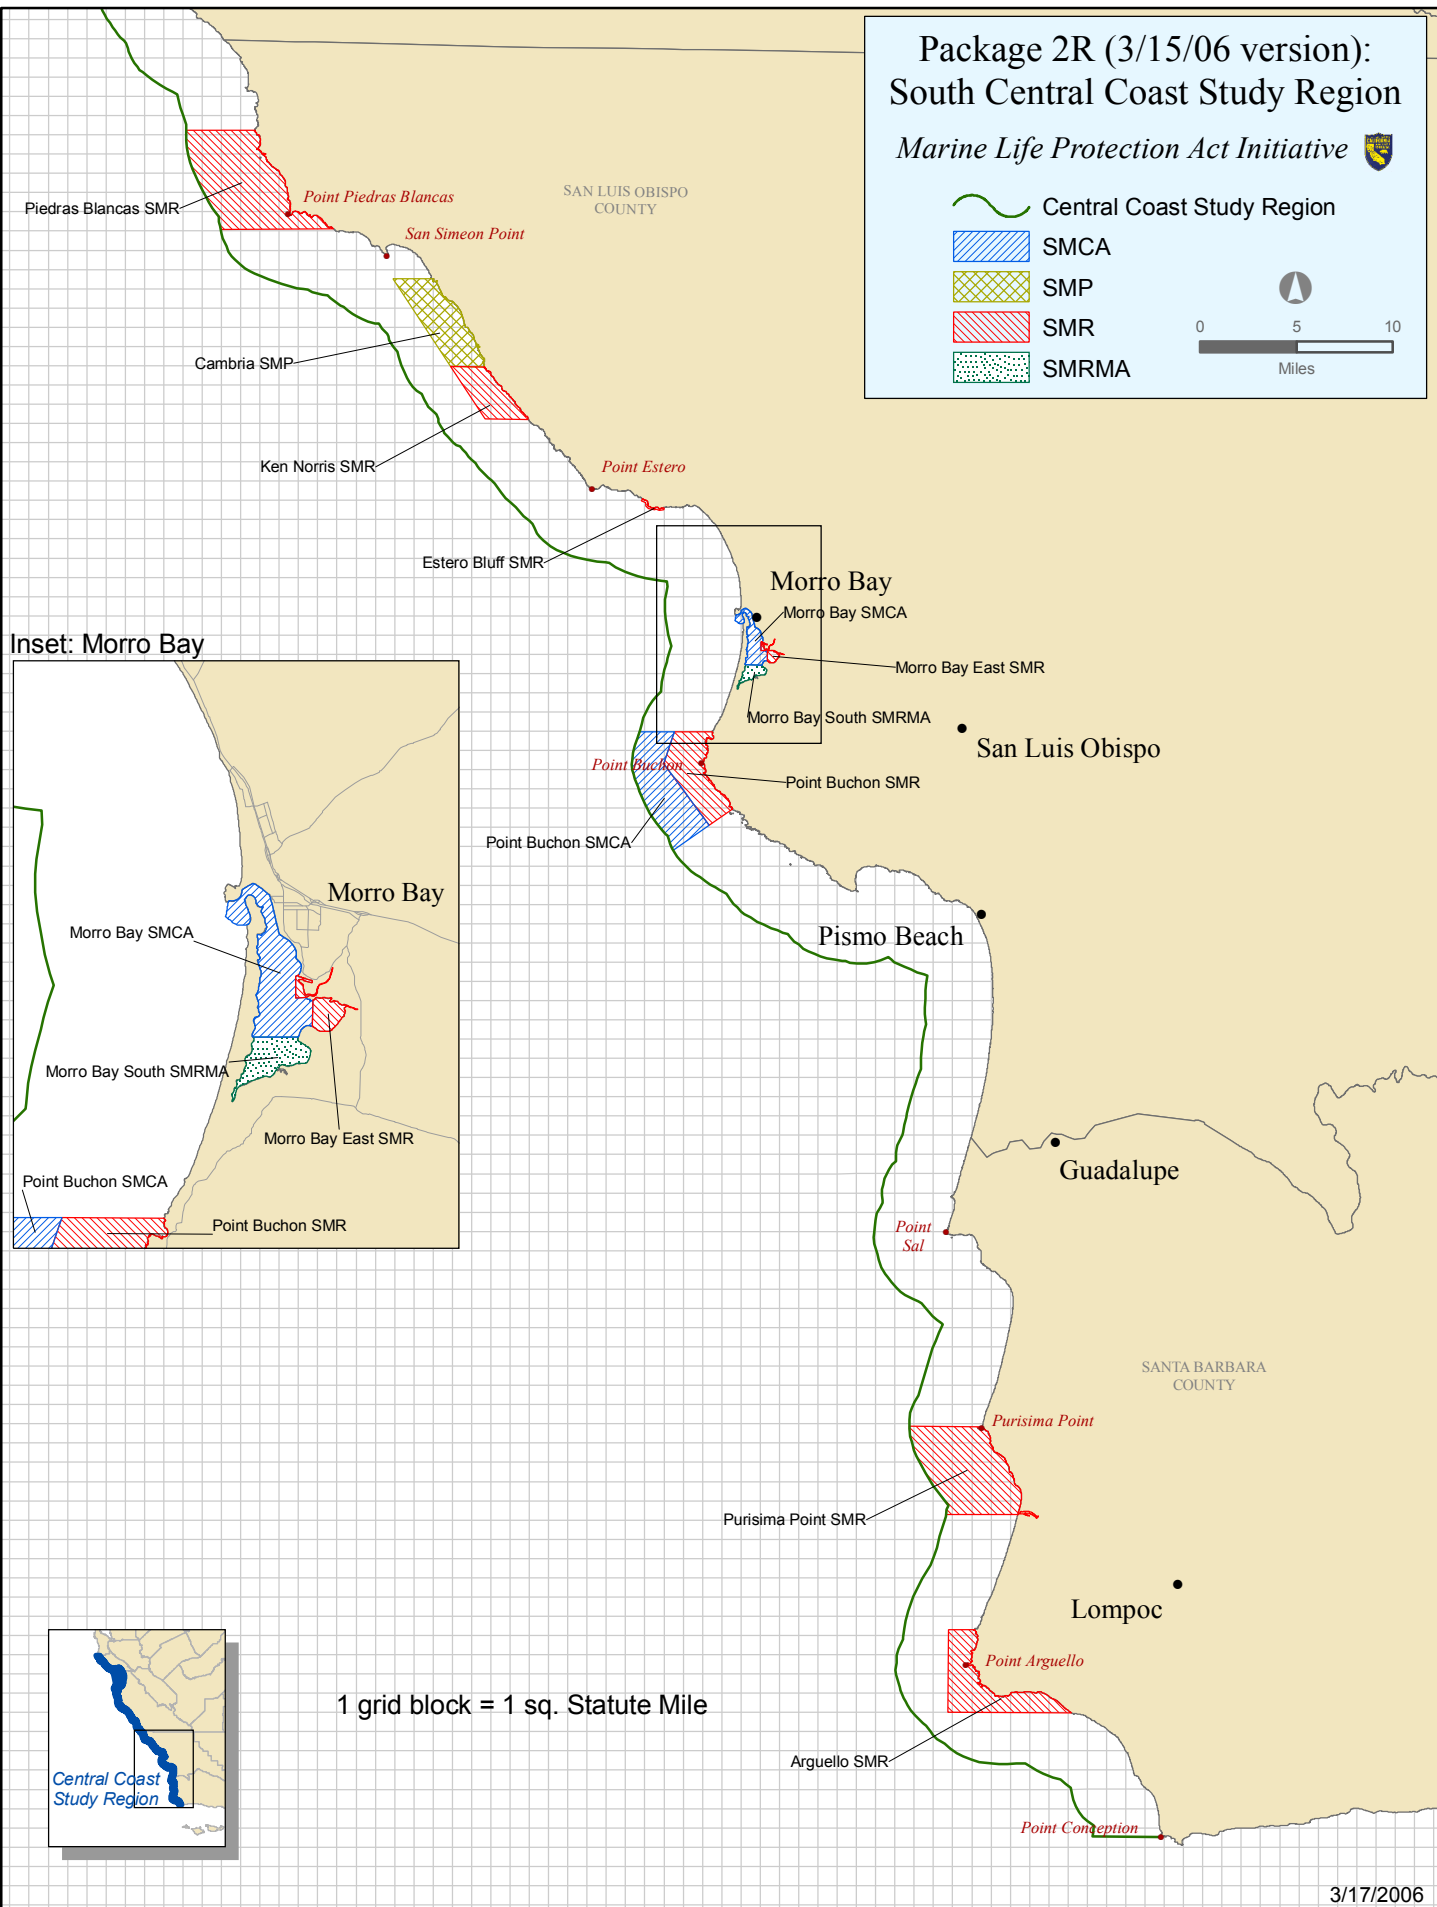 Package 2R (3/15/06 version):
South Central Coast Study Region
Marine Life Protection Act Initiative
Central Coast Study Region
SMCA
SMP
SMR
SMRMA
0 5 10
Miles
SAN LUIS OBISPO
COUNTY
Point Piedras Blancas
Piedras Blancas SMR
San Simeon Point
Cambria SMP
Ken Norris SMR
Point Estero
Estero Bluff SMR
Morro Bay
Morro Bay SMCA
Morro Bay East SMR
Morro Bay South SMRMA
San Luis Obispo
Point Buchon
Point Buchon SMR
Point Buchon SMCA
Pismo Beach
Inset: Morro Bay
Morro Bay
Morro Bay SMCA
Morro Bay South SMRMA
Morro Bay East SMR
Point Buchon SMCA
Point Buchon SMR
Guadalupe
Point
Sal
SANTA BARBARA
COUNTY
Purisima Point
Purisima Point SMR
Lompoc
Point Arguello
Arguello SMR
Point Conception
1 grid block = 1 sq. Statute Mile
Central Coast
Study Region
3/17/2006